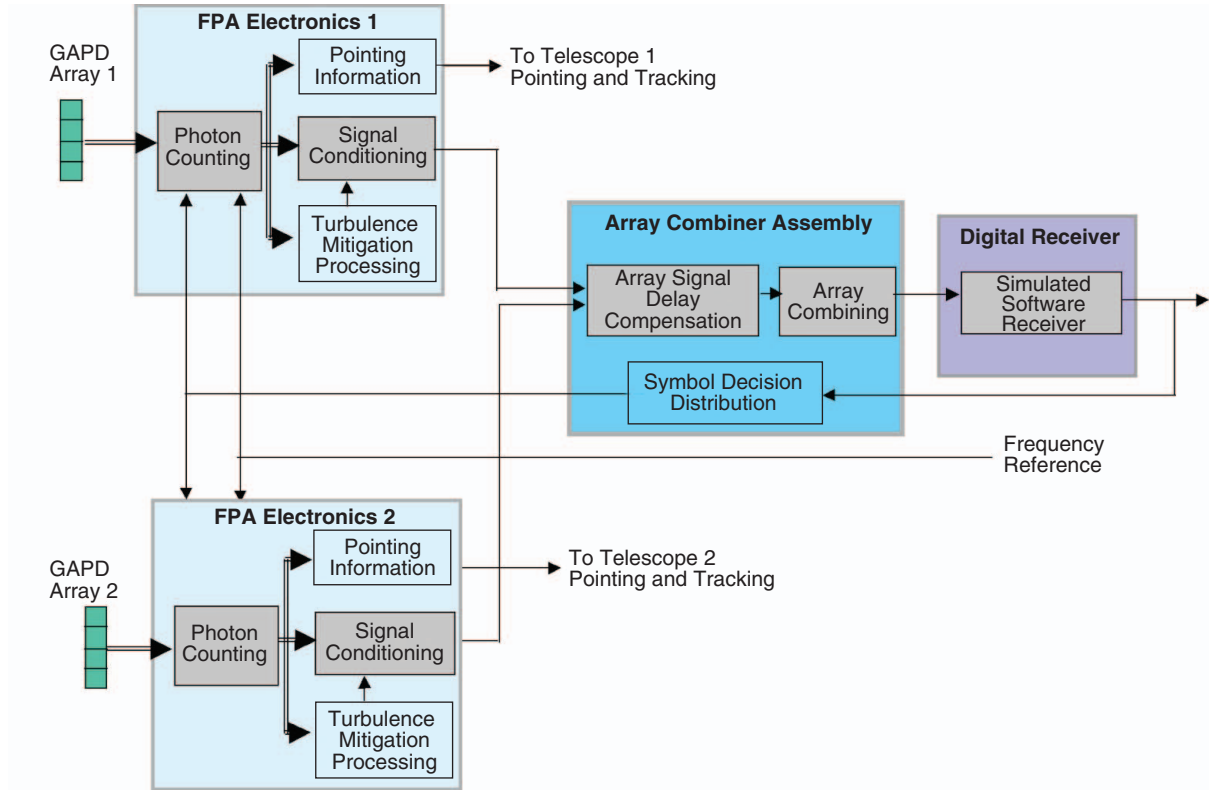 FPA Electronics 1
GAPD
Array 1
Pointing
Information
To Telescope 1
Pointing and Tracking
Photon
Counting
Signal
Conditioning
Turbulence
Mitigation
Processing
Array Combiner Assembly
Array Signal
Delay
Compensation
Array
Combining
Symbol Decision
Distribution
Digital Receiver
Simulated
Software
Receiver
Frequency
Reference
FPA Electronics 2
GAPD
Array 2
Pointing
Information
To Telescope 2
Pointing and Tracking
Photon
Counting
Signal
Conditioning
Turbulence
Mitigation
Processing